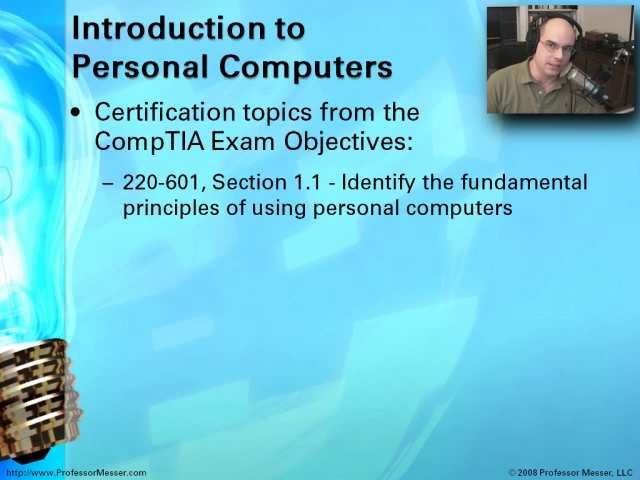 Introduction to
Personal Computers
• Certification topics from the
CompTIA Exam Objectives:
– 220-601, Section 1.1 - Identify the fundamental
principles of using personal computers
http://www.ProfessorMesser.com
© 2008 Professor Messer, LLC